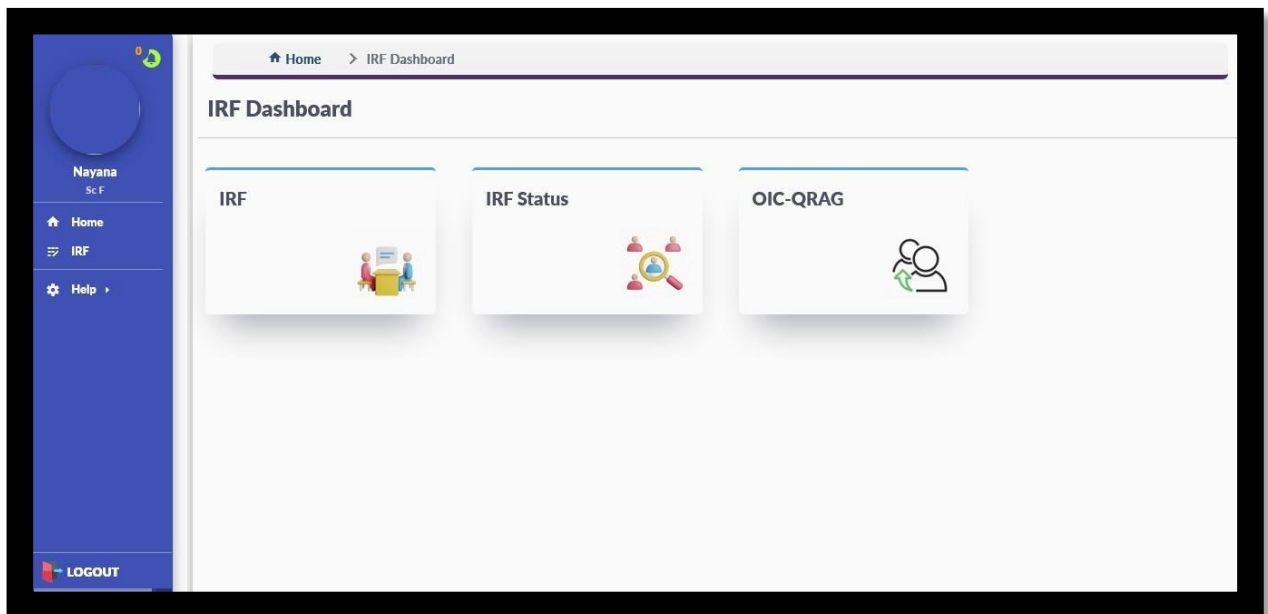 0
Nayana
Sc F
Home
IRF
Help
LOGOUT
Home > IRF Dashboard
IRF Dashboard
IRF
IRF Status
OIC-QRAG